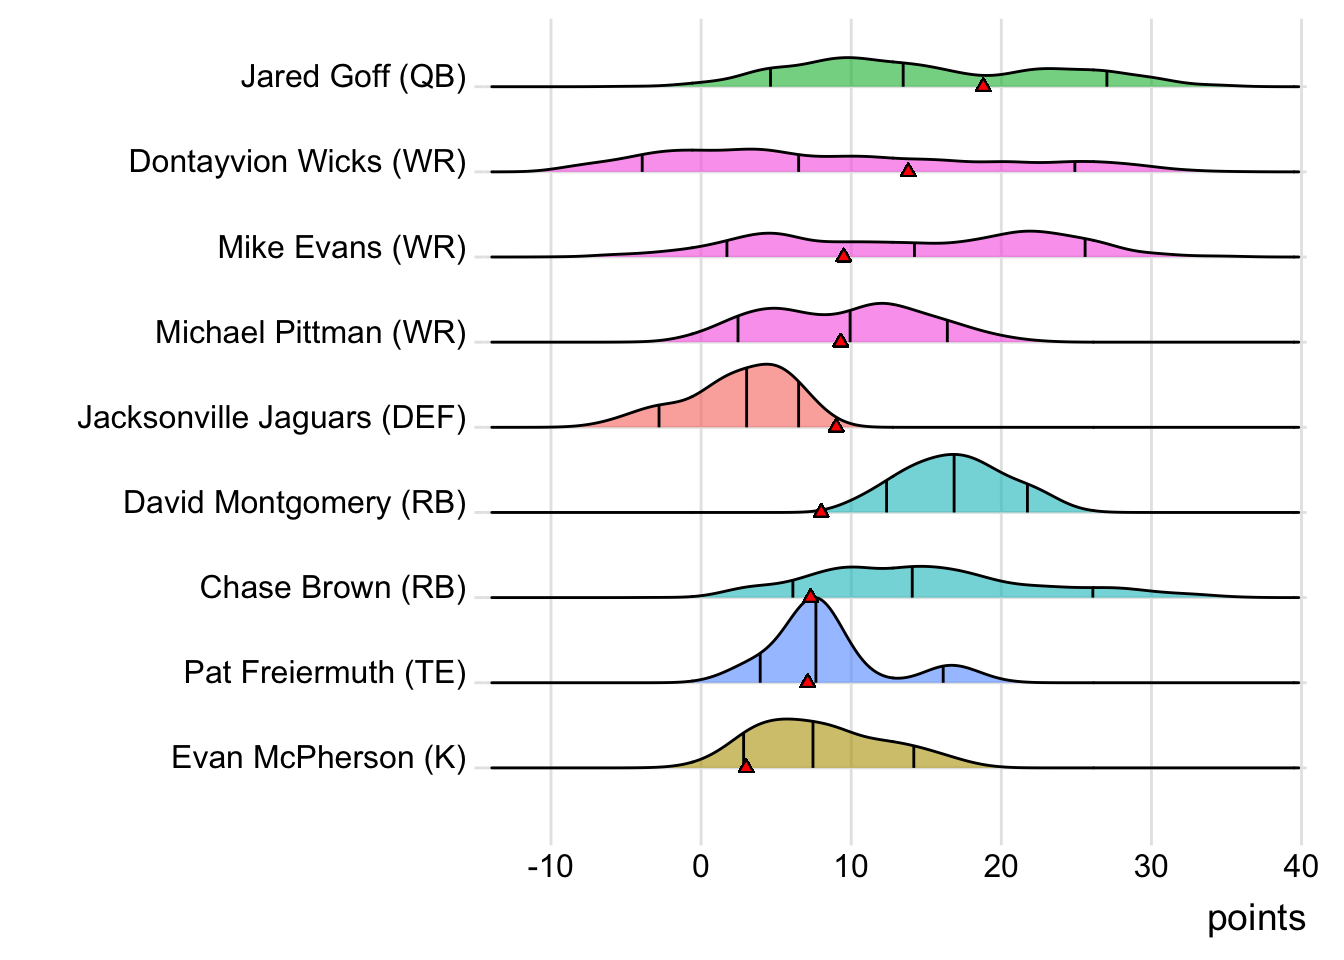 Jared Goff (QB)
Dontayvion Wicks (WR)
Mike Evans (WR)
Michael Pittman (WR)
Jacksonville Jaguars (DEF)
David Montgomery (RB)
Chase Brown (RB)
Pat Freiermuth (TE)
Evan McPherson (K)
-10 0 10 20 30 40
points